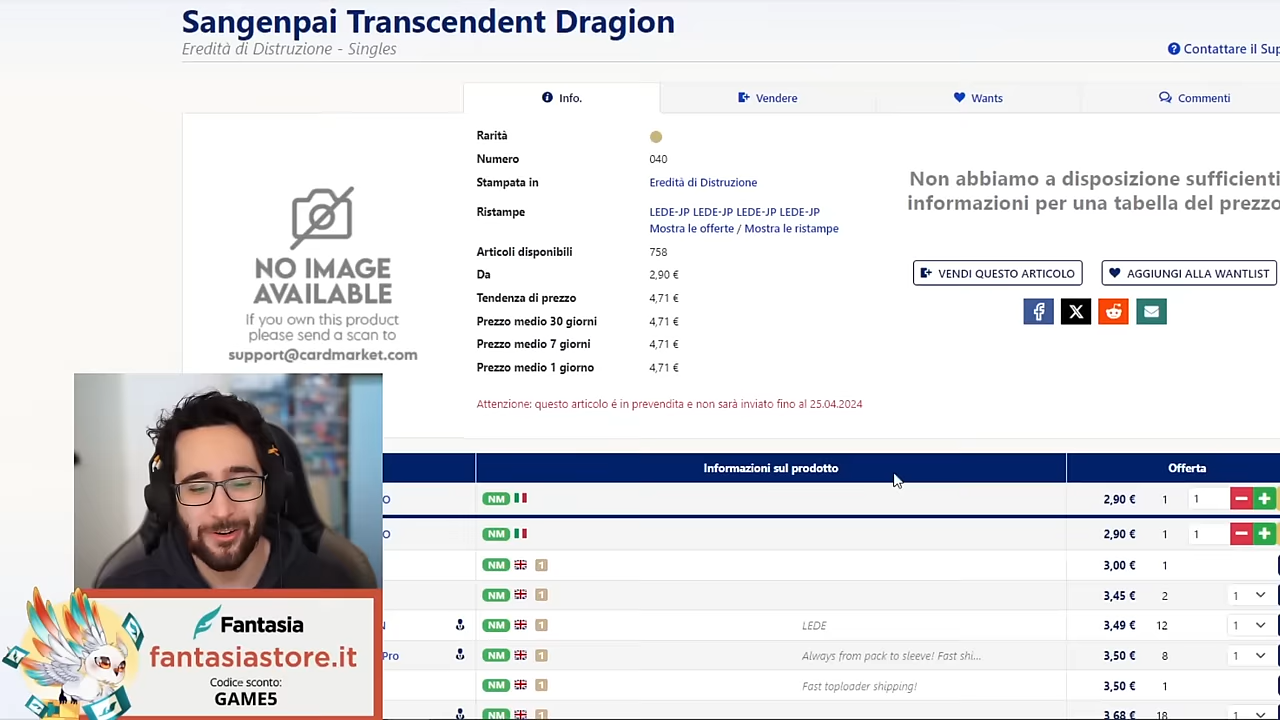 Sangenpai Transcendent Dragion
Eredità di Distruzione - Singles
Contattare il Sup
Info.
Vendere
Wants
Commenti
NO IMAGE
AVAILABLE
If you own this product
please send a scan to
support@cardmarket.com
Rarità
Numero 040
Stampata in Eredità di Distruzione
Ristampe LEDE-JP LEDE-JP LEDE-JP LEDE-JP
Mostra le offerte / Mostra le ristampe
Articoli disponibili 758
Da 2,90 €
Tendenza di prezzo 4,71 €
Prezzo medio 30 giorni 4,71 €
Prezzo medio 7 giorni 4,71 €
Prezzo medio 1 giorno 4,71 €
Attenzione: questo articolo é in prevendita e non sarà inviato fino al 25.04.2024
Non abbiamo a disposizione sufficienti
informazioni per una tabella del prezzo
VENDI QUESTO ARTICOLO
AGGIUNGI ALLA WANTLIST
Informazioni sul prodotto Offerta
O NM 2,90 € 1 1
O NM 2,90 € 1 1
NM 1 3,00 € 1
NM 1 3,45 € 2 1
NM 1 LEDE 3,49 € 12 1
Pro NM 1 Always from pack to sleeve! Fast shi... 3,50 € 8 1
NM 1 Fast toploader shipping! 3,50 € 1
NM 1 3,68 € 18 1
Fantasia
fantasiastore.it
Codice sconto:
GAME5